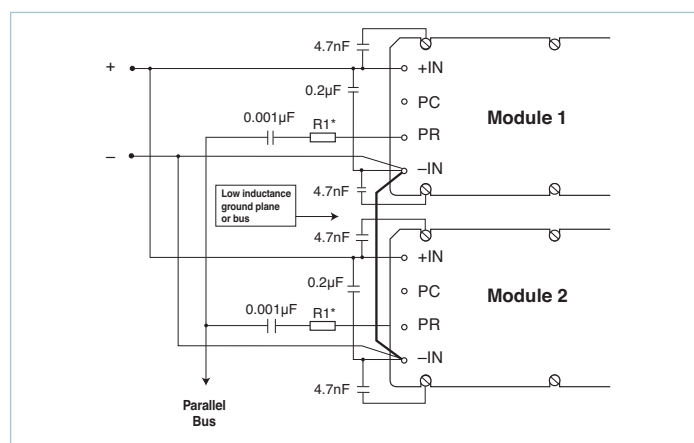 4.7nF
+
+IN
0.2µF
PC
Module 1
0.001µF
R1*
PR
–
–IN
4.7nF
Low inductance
ground plane
or bus
4.7nF
+IN
0.2µF
PC
Module 2
0.001µF
R1*
PR
–IN
4.7nF
Parallel
Bus